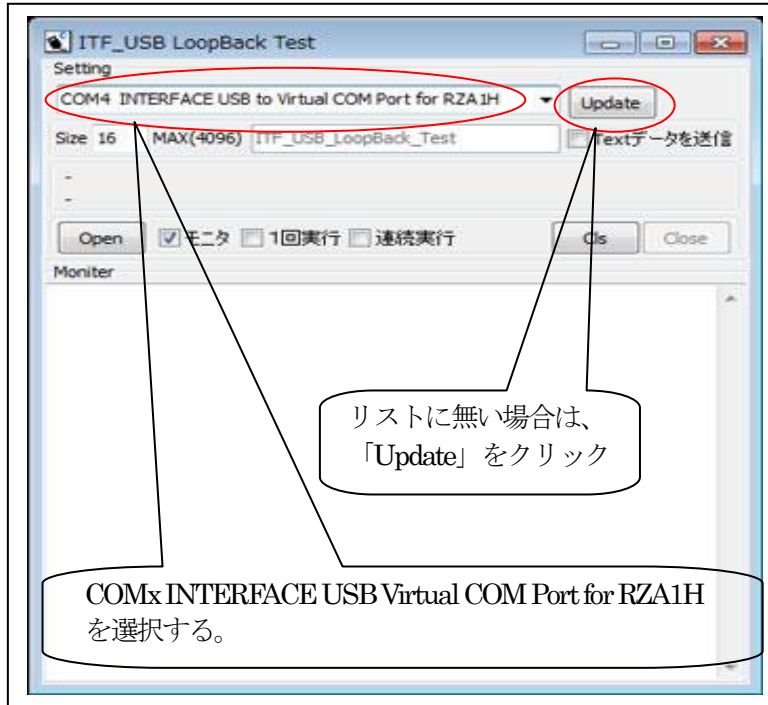 ITF_USB LoopBack Test
Setting
COM4 INTERFACE USB to Virtual COM Port for RZA1H
Update
Size 16 MAX(4096) ITF_USB_LoopBack_Test Textデータを送信
-
-
Open モニタ 1回実行 連続実行 Cls Close
Moniter
リストに無い場合は、
「Update」をクリック
COMx INTERFACE USB Virtual COM Port for RZA1H
を選択する。